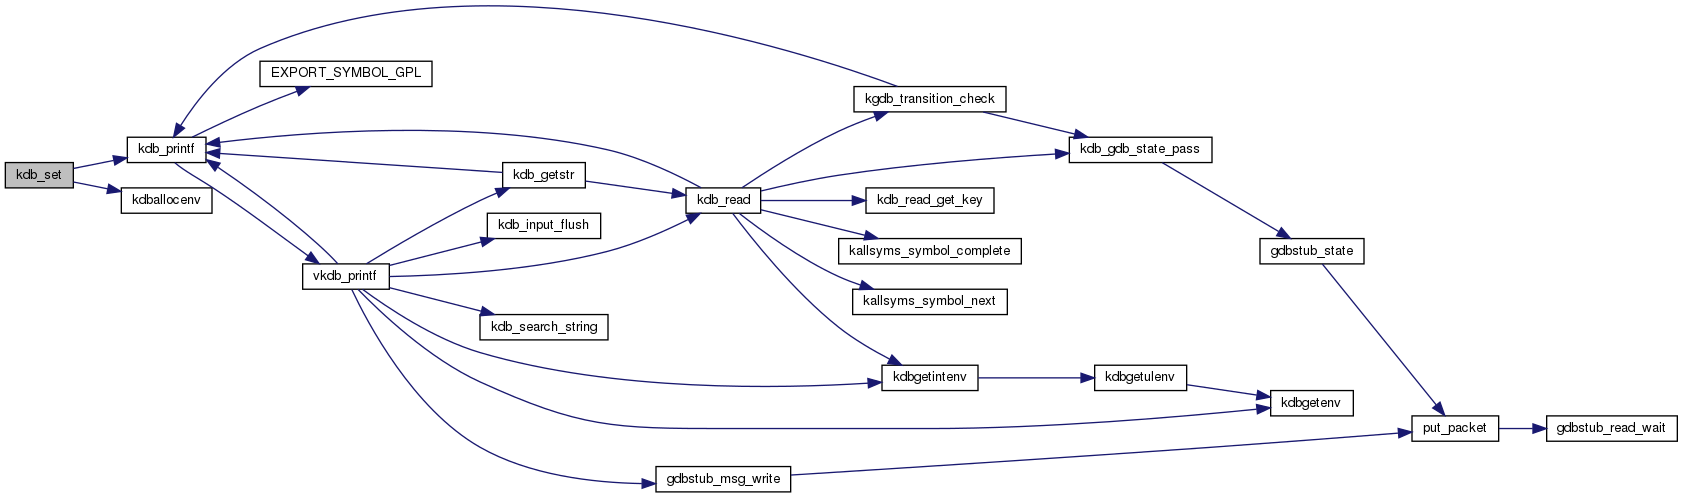 EXPORT_SYMBOL_GPL
kgdb_transition_check
kdb_printf
kdb_gdb_state_pass
kdb_set
kdb_getstr
kdballocenv
kdb_read
kdb_read_get_key
kdb_input_flush
kallsyms_symbol_complete
gdbstub_state
vkdb_printf
kallsyms_symbol_next
kdb_search_string
kdbgetintenv
kdbgetulenv
kdbgetenv
put_packet
gdbstub_read_wait
gdbstub_msg_write